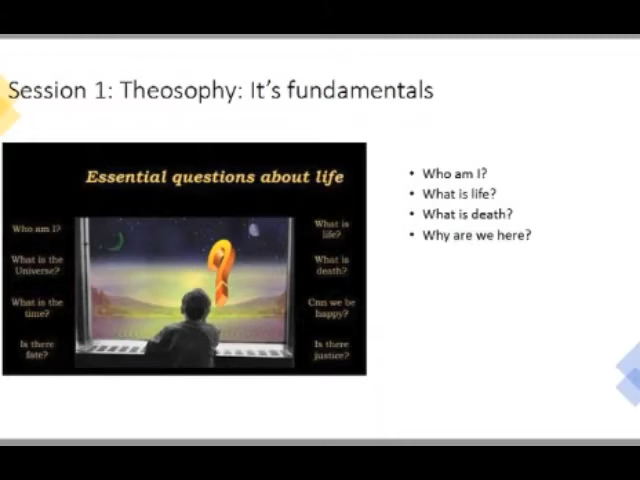 Session 1: Theosophy: It's fundamentals
Essential questions about life
Who am I?
What is the
Universe?
What is the
time?
Is there
fate?
What is
life?
What is
death?
Can we be
happy?
Is there
justice?
• Who am I?
• What is life?
• What is death?
• Why are we here?